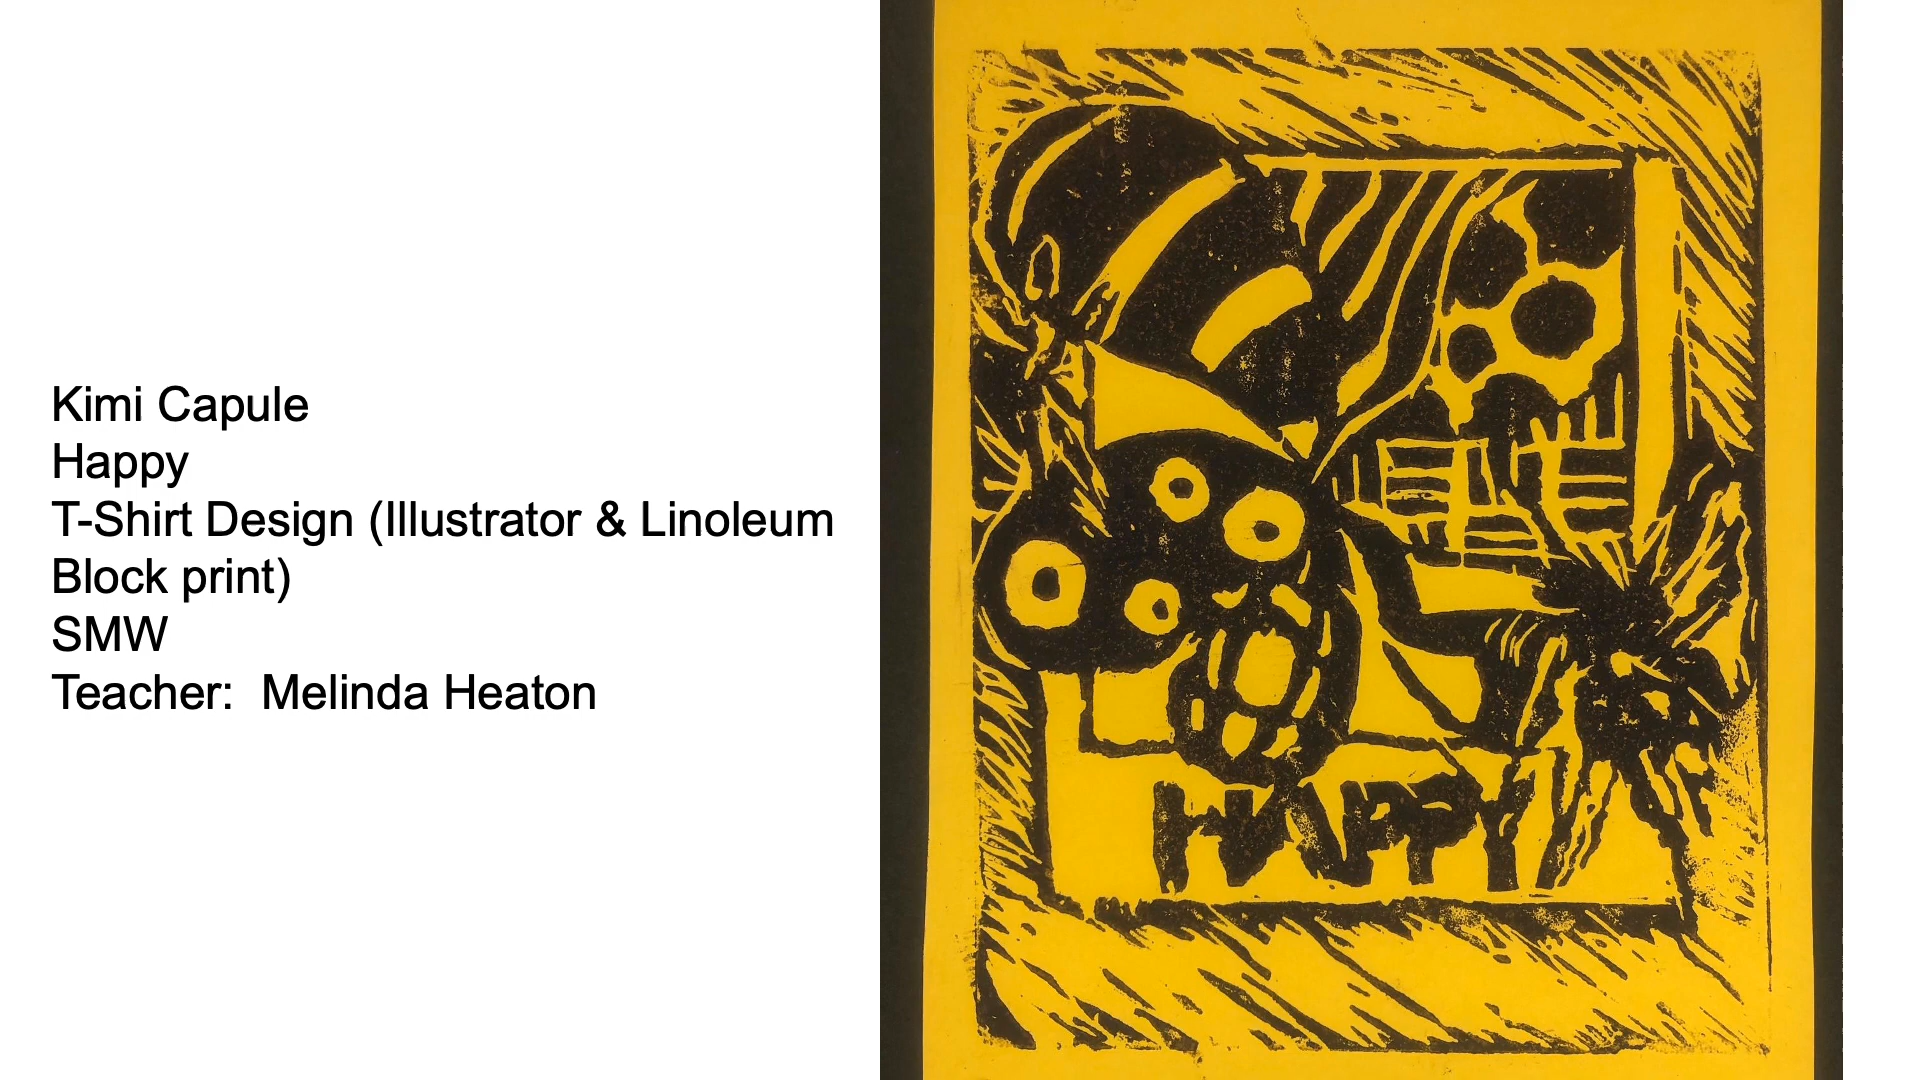 Kimi Capule
Happy
T-Shirt Design (Illustrator & Linoleum
Block print)
SMW
Teacher:  Melinda Heaton
HAPPY